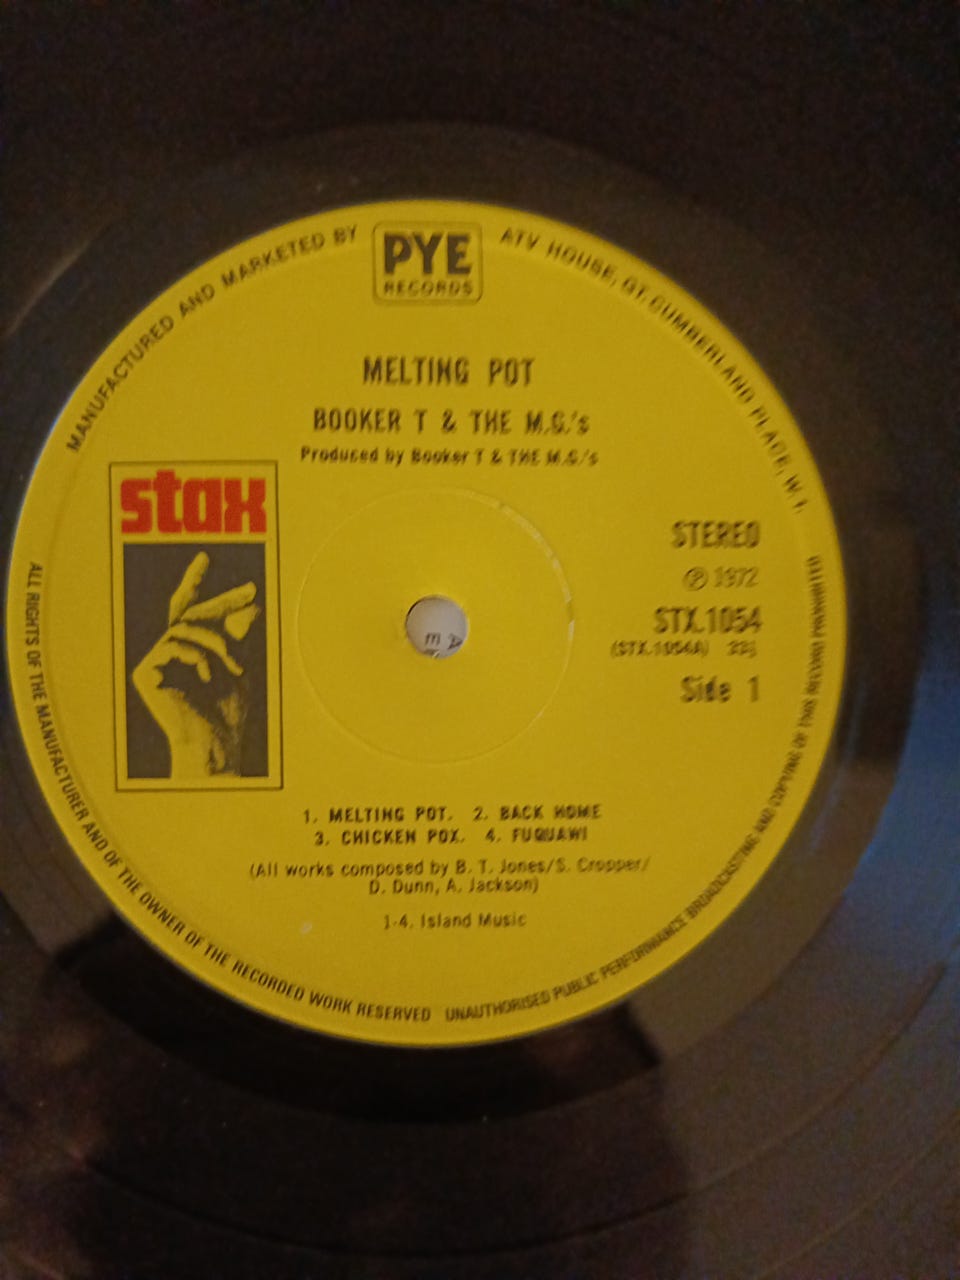 MANUFACTURED AND MARKETED BY
PYE
RECORDS
ATV HOUSE, GT. CUMBERLAND PLACE, W.1.
MELTING POT
BOOKER T & THE M.G.'s
Produced by Booker T & THE M.G.'s
stax
STEREO
℗ 1972
STX.1054
(STX.1054A) 33⅓
Side 1
1. MELTING POT. 2. BACK HOME
3. CHICKEN POX. 4. FUQUAWI
(All works composed by B. T. Jones/S. Cropper/
D. Dunn, A. Jackson)
1-4. Island Music
ALL RIGHTS OF THE MANUFACTURER AND OF THE OWNER OF THE RECORDED WORK RESERVED
UNAUTHORISED PUBLIC PERFORMANCE BROADCASTING AND COPYING OF THIS RECORD PROHIBITED